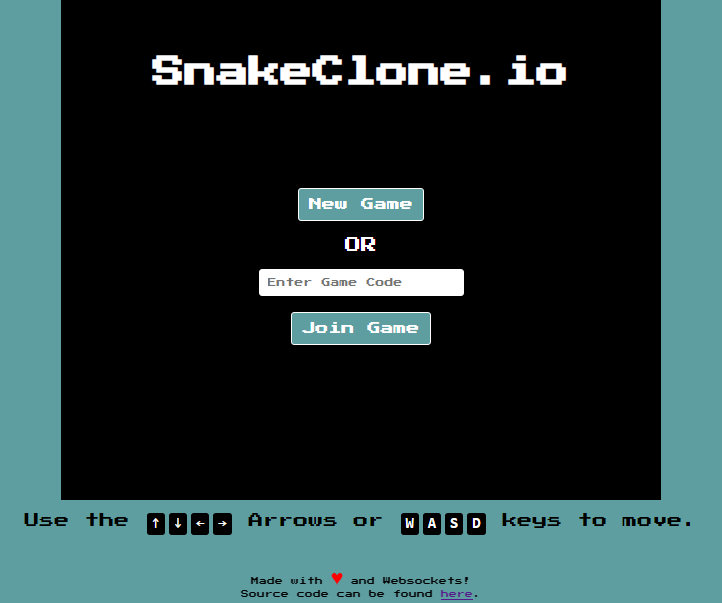 SnakeClone.io
New Game
OR
Enter Game Code
Join Game
Use the ↑ ↓ ← → Arrows or W A S D keys to move.
Made with ♥ and Websockets!
Source code can be found here.